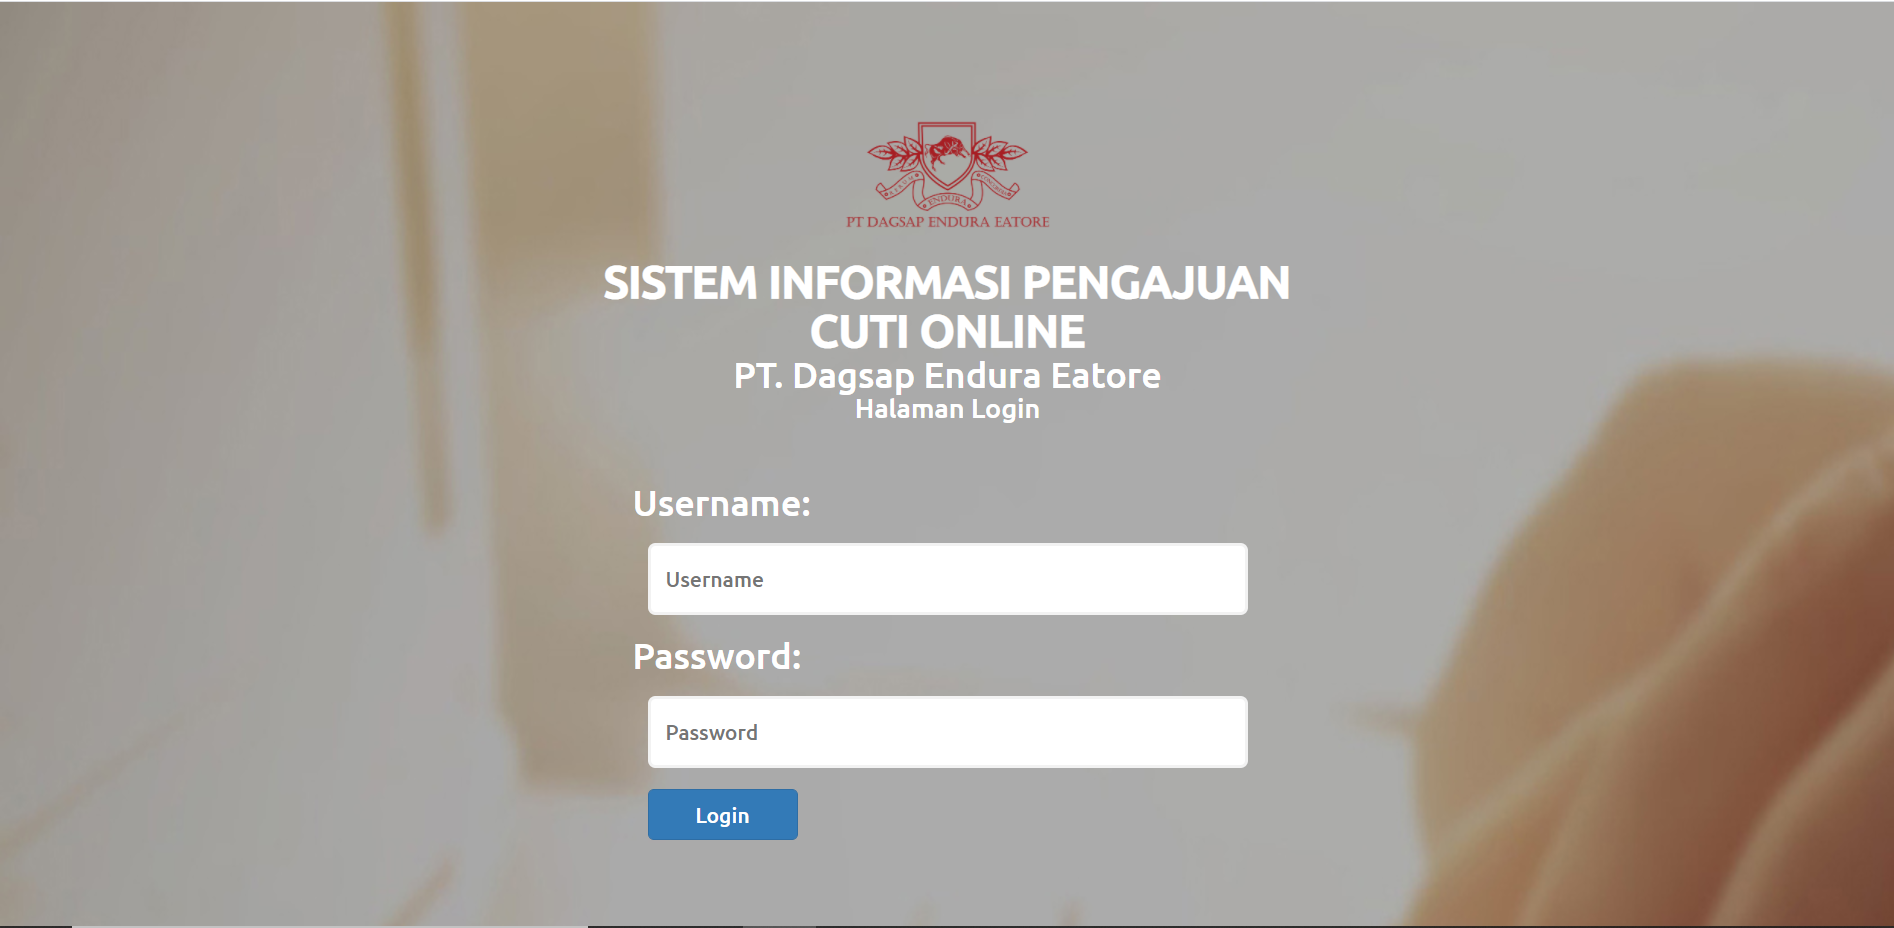 ENDURA
PT DAGSAP ENDURA EATORE
SISTEM INFORMASI PENGAJUAN
CUTI ONLINE
PT. Dagsap Endura Eatore
Halaman Login
Username:
Username
Password:
Password
Login